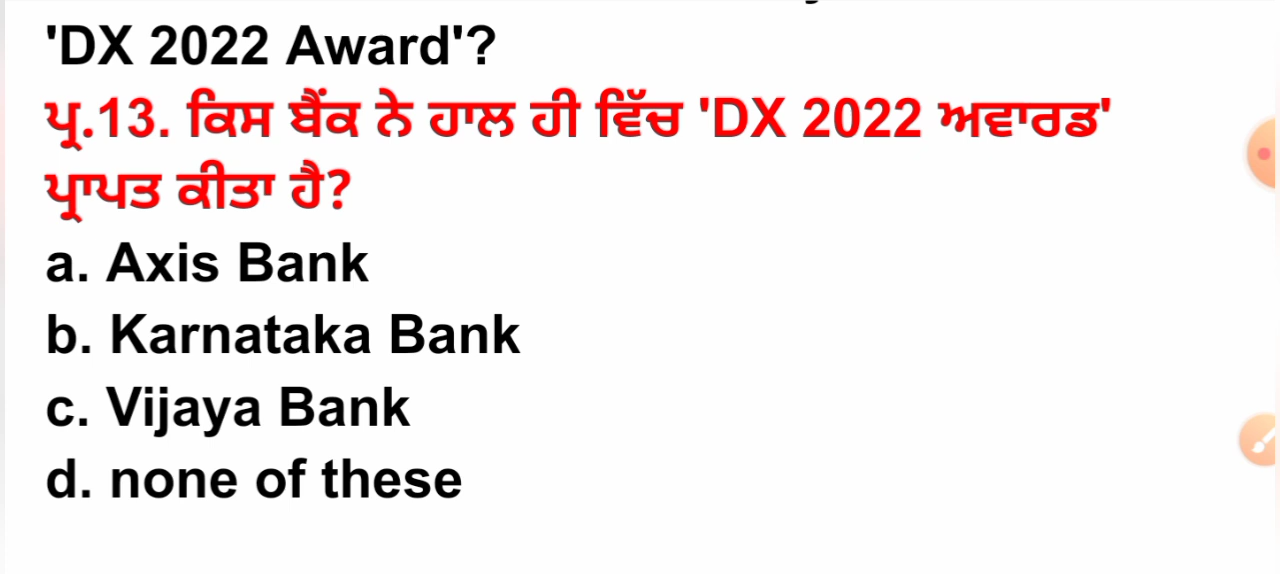 'DX 2022 Award'?
ਪ੍ਰ.13. ਕਿਸ ਬੈਂਕ ਨੇ ਹਾਲ ਹੀ ਵਿੱਚ 'DX 2022 ਅਵਾਰਡ'
ਪ੍ਰਾਪਤ ਕੀਤਾ ਹੈ?
a. Axis Bank
b. Karnataka Bank
c. Vijaya Bank
d. none of these